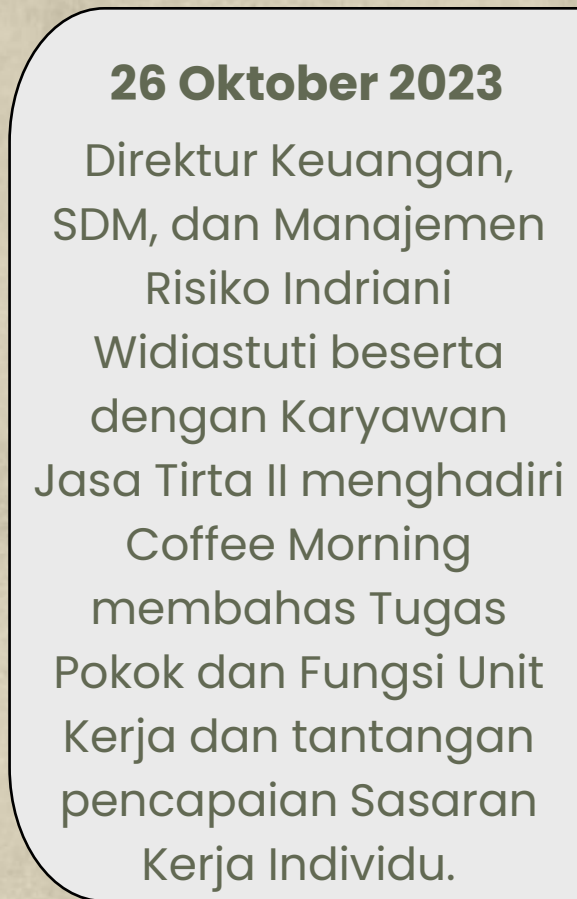 26 Oktober 2023
Direktur Keuangan,
SDM, dan Manajemen
Risiko Indriani
Widiastuti beserta
dengan Karyawan
Jasa Tirta II menghadiri
Coffee Morning
membahas Tugas
Pokok dan Fungsi Unit
Kerja dan tantangan
pencapaian Sasaran
Kerja Individu.